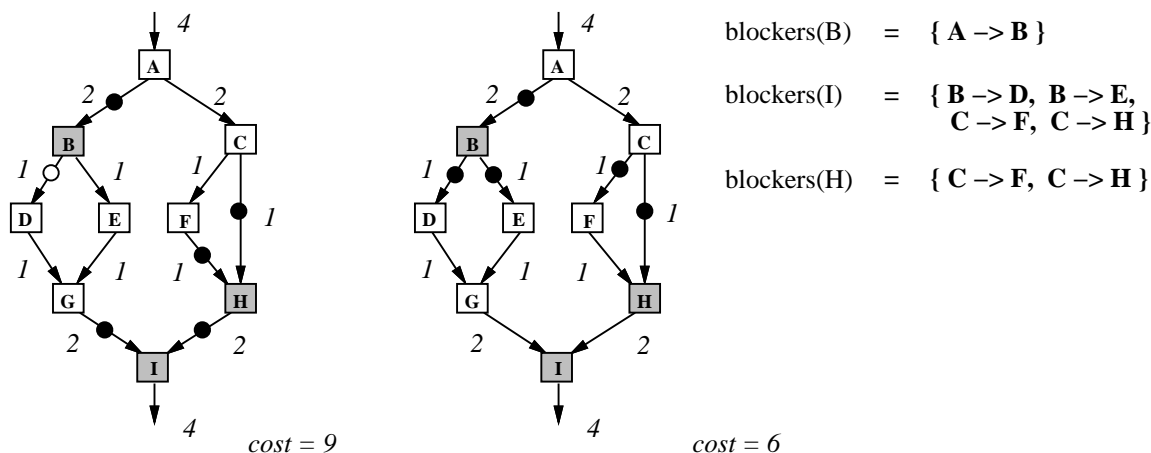 4
A
2
2
B
C
1
1
1
D
E
F
1
1
1
1
G
H
2
2
I
4
cost = 9
4
A
2
2
B
C
1
1
1
D
E
F
1
1
1
1
G
H
2
2
I
4
cost = 6
blockers(B) = { A –> B }
blockers(I) = { B –> D, B –> E,
C –> F, C –> H }
blockers(H) = { C –> F, C –> H }